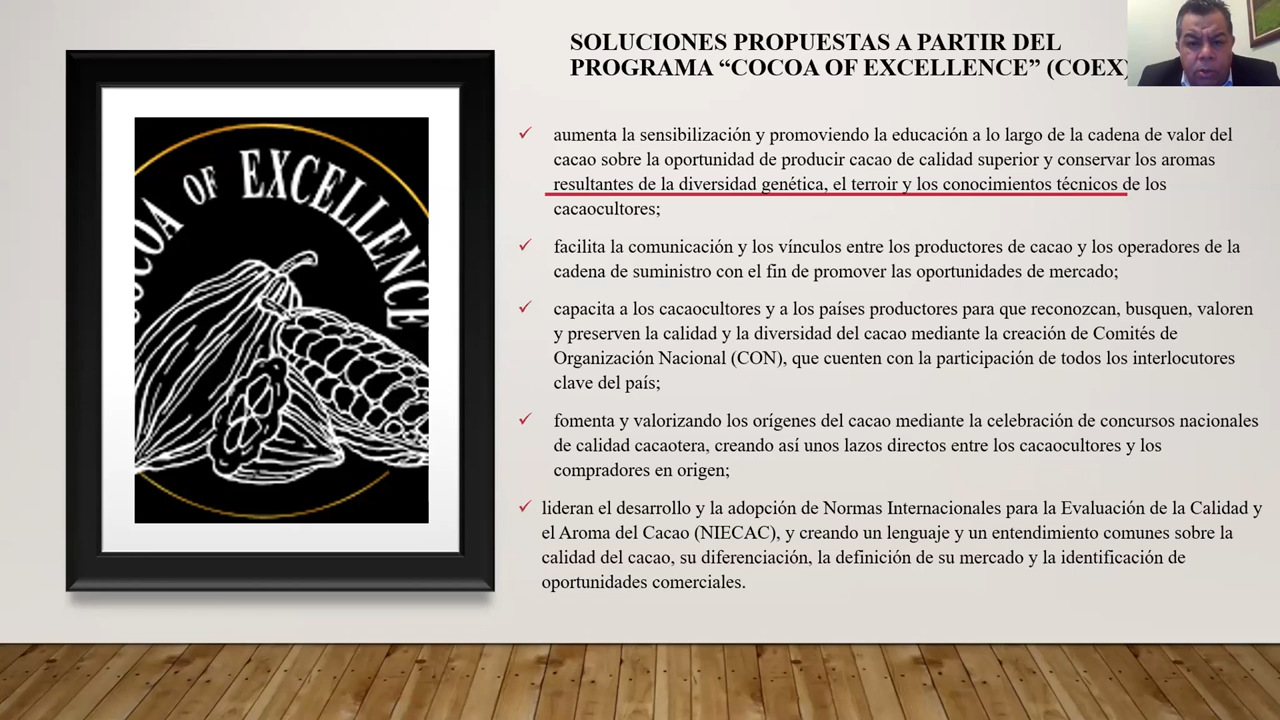 SOLUCIONES PROPUESTAS A PARTIR DEL
PROGRAMA “COCOA OF EXCELLENCE” (COEX)
COCOA OF EXCELLENCE
aumenta la sensibilización y promoviendo la educación a lo largo de la cadena de valor del
cacao sobre la oportunidad de producir cacao de calidad superior y conservar los aromas
resultantes de la diversidad genética, el terroir y los conocimientos técnicos de los
cacaocultores;
facilita la comunicación y los vínculos entre los productores de cacao y los operadores de la
cadena de suministro con el fin de promover las oportunidades de mercado;
capacita a los cacaocultores y a los países productores para que reconozcan, busquen, valoren
y preserven la calidad y la diversidad del cacao mediante la creación de Comités de
Organización Nacional (CON), que cuenten con la participación de todos los interlocutores
clave del país;
fomenta y valorizando los orígenes del cacao mediante la celebración de concursos nacionales
de calidad cacaotera, creando así unos lazos directos entre los cacaocultores y los
compradores en origen;
lideran el desarrollo y la adopción de Normas Internacionales para la Evaluación de la Calidad y
el Aroma del Cacao (NIECAC), y creando un lenguaje y un entendimiento comunes sobre la
calidad del cacao, su diferenciación, la definición de su mercado y la identificación de
oportunidades comerciales.